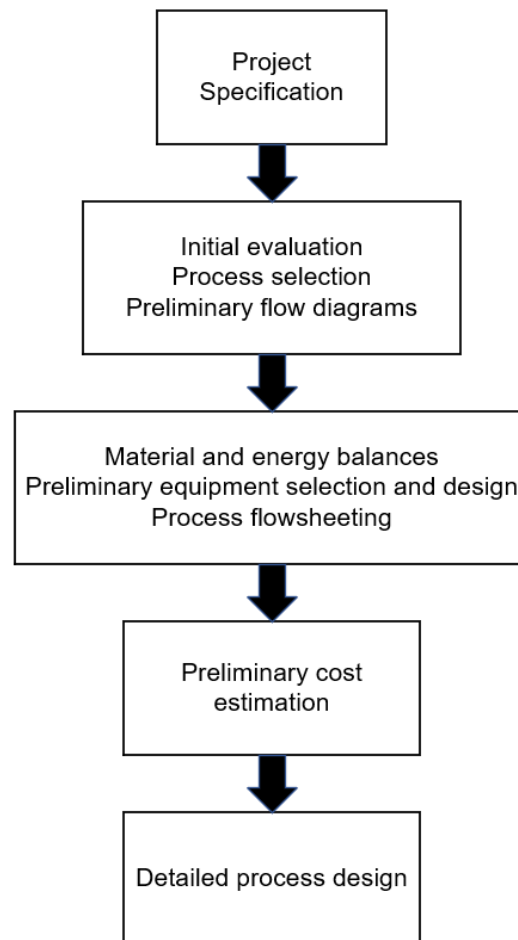 Project
Specification
Initial evaluation
Process selection
Preliminary flow diagrams
Material and energy balances
Preliminary equipment selection and design
Process flowsheeting
Preliminary cost
estimation
Detailed process design